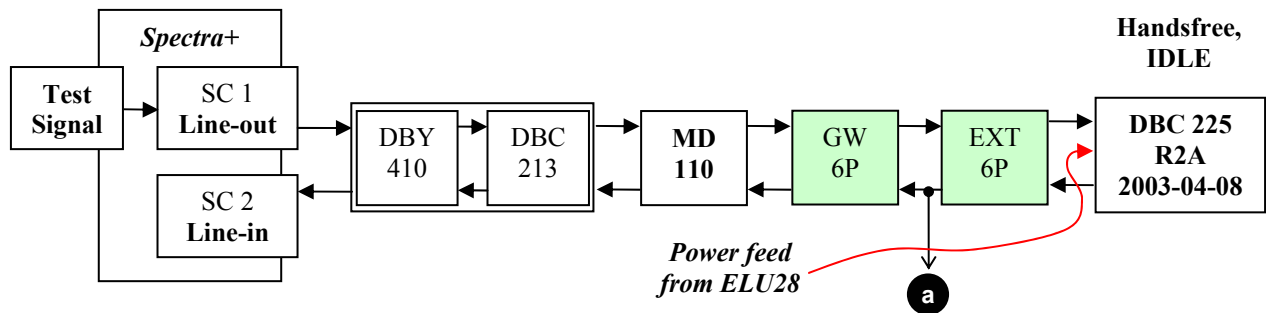 Spectra+
Handsfree,
IDLE
Test
Signal
SC 1
Line-out
SC 2
Line-in
DBY
410
DBC
213
MD
110
GW
6P
EXT
6P
DBC 225
R2A
2003-04-08
Power feed
from ELU28
a